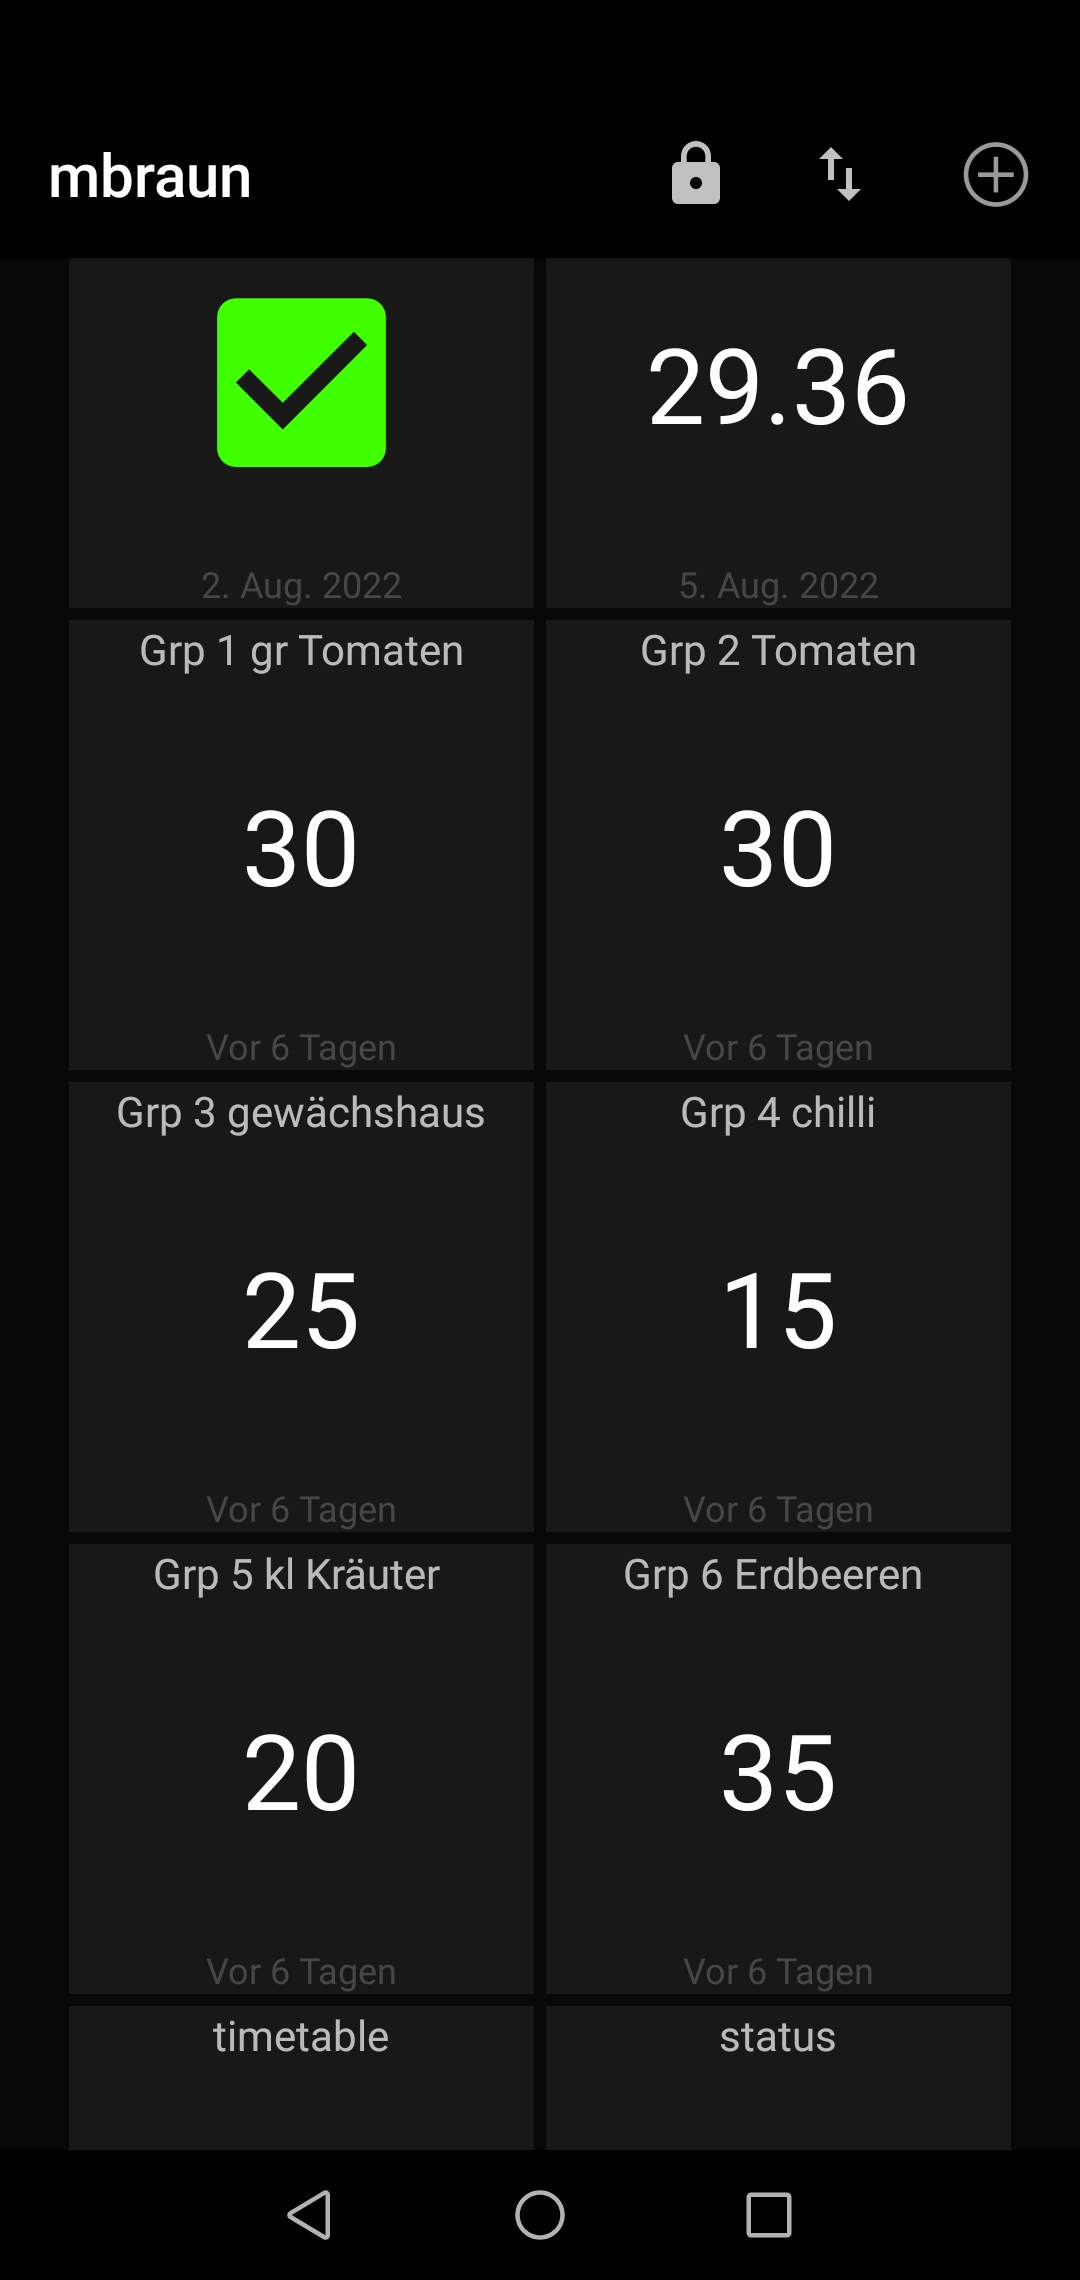 mbraun
29.36
2. Aug. 2022
5. Aug. 2022
Grp 1 gr Tomaten
Grp 2 Tomaten
30
30
Vor 6 Tagen
Vor 6 Tagen
Grp 3 gewächshaus
Grp 4 chilli
25
15
Vor 6 Tagen
Vor 6 Tagen
Grp 5 kl Kräuter
Grp 6 Erdbeeren
20
35
Vor 6 Tagen
Vor 6 Tagen
timetable
status